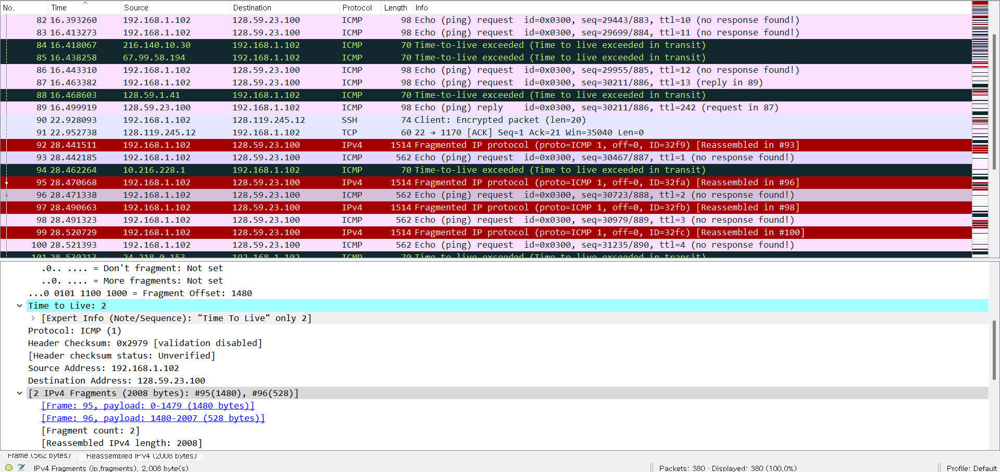 No. Time Source Destination Protocol Length Info
82 16.393260 192.168.1.102 128.59.23.100 ICMP 98 Echo (ping) request id=0x0300, seq=29443/883, ttl=10 (no response found!)
83 16.413273 192.168.1.102 128.59.23.100 ICMP 98 Echo (ping) request id=0x0300, seq=29699/884, ttl=11 (no response found!)
84 16.418067 216.140.10.30 192.168.1.102 ICMP 70 Time-to-live exceeded (Time to live exceeded in transit)
85 16.438258 67.99.58.194 192.168.1.102 ICMP 70 Time-to-live exceeded (Time to live exceeded in transit)
86 16.443310 192.168.1.102 128.59.23.100 ICMP 98 Echo (ping) request id=0x0300, seq=29955/885, ttl=12 (no response found!)
87 16.463382 192.168.1.102 128.59.23.100 ICMP 98 Echo (ping) request id=0x0300, seq=30211/886, ttl=13 (reply in 89)
88 16.468603 128.59.1.41 192.168.1.102 ICMP 70 Time-to-live exceeded (Time to live exceeded in transit)
89 16.499919 128.59.23.100 192.168.1.102 ICMP 98 Echo (ping) reply id=0x0300, seq=30211/886, ttl=242 (request in 87)
90 22.928093 192.168.1.102 128.119.245.12 SSH 74 Client: Encrypted packet (len=20)
91 22.952738 128.119.245.12 192.168.1.102 TCP 60 22 → 1170 [ACK] Seq=1 Ack=21 Win=35040 Len=0
92 28.441511 192.168.1.102 128.59.23.100 IPv4 1514 Fragmented IP protocol (proto=ICMP 1, off=0, ID=32f9) [Reassembled in #93]
93 28.442185 192.168.1.102 128.59.23.100 ICMP 562 Echo (ping) request id=0x0300, seq=30467/887, ttl=1 (no response found!)
94 28.462264 10.216.228.1 192.168.1.102 ICMP 70 Time-to-live exceeded (Time to live exceeded in transit)
95 28.470668 192.168.1.102 128.59.23.100 IPv4 1514 Fragmented IP protocol (proto=ICMP 1, off=0, ID=32fa) [Reassembled in #96]
96 28.471338 192.168.1.102 128.59.23.100 ICMP 562 Echo (ping) request id=0x0300, seq=30723/888, ttl=2 (no response found!)
97 28.490663 192.168.1.102 128.59.23.100 IPv4 1514 Fragmented IP protocol (proto=ICMP 1, off=0, ID=32fb) [Reassembled in #98]
98 28.491323 192.168.1.102 128.59.23.100 ICMP 562 Echo (ping) request id=0x0300, seq=30979/889, ttl=3 (no response found!)
99 28.520729 192.168.1.102 128.59.23.100 IPv4 1514 Fragmented IP protocol (proto=ICMP 1, off=0, ID=32fc) [Reassembled in #100]
100 28.521393 192.168.1.102 128.59.23.100 ICMP 562 Echo (ping) request id=0x0300, seq=31235/890, ttl=4 (no response found!)
101 28.530213 24.218.0.153 192.168.1.102 ICMP 70 Time-to-live exceeded (Time to live exceeded in transit)
.0.. .... = Don't fragment: Not set
..0. .... = More fragments: Not set
...0 0101 1100 1000 = Fragment Offset: 1480
Time to Live: 2
[Expert Info (Note/Sequence): "Time To Live" only 2]
Protocol: ICMP (1)
Header Checksum: 0x2979 [validation disabled]
[Header checksum status: Unverified]
Source Address: 192.168.1.102
Destination Address: 128.59.23.100
[2 IPv4 Fragments (2008 bytes): #95(1480), #96(528)]
[Frame: 95, payload: 0-1479 (1480 bytes)]
[Frame: 96, payload: 1480-2007 (528 bytes)]
[Fragment count: 2]
[Reassembled IPv4 length: 2008]
Frame (562 bytes) Reassembled IPv4 (2008 bytes)
IPv4 Fragments (ip.fragments), 2,008 byte(s) Packets: 380 · Displayed: 380 (100.0%) Profile: Default